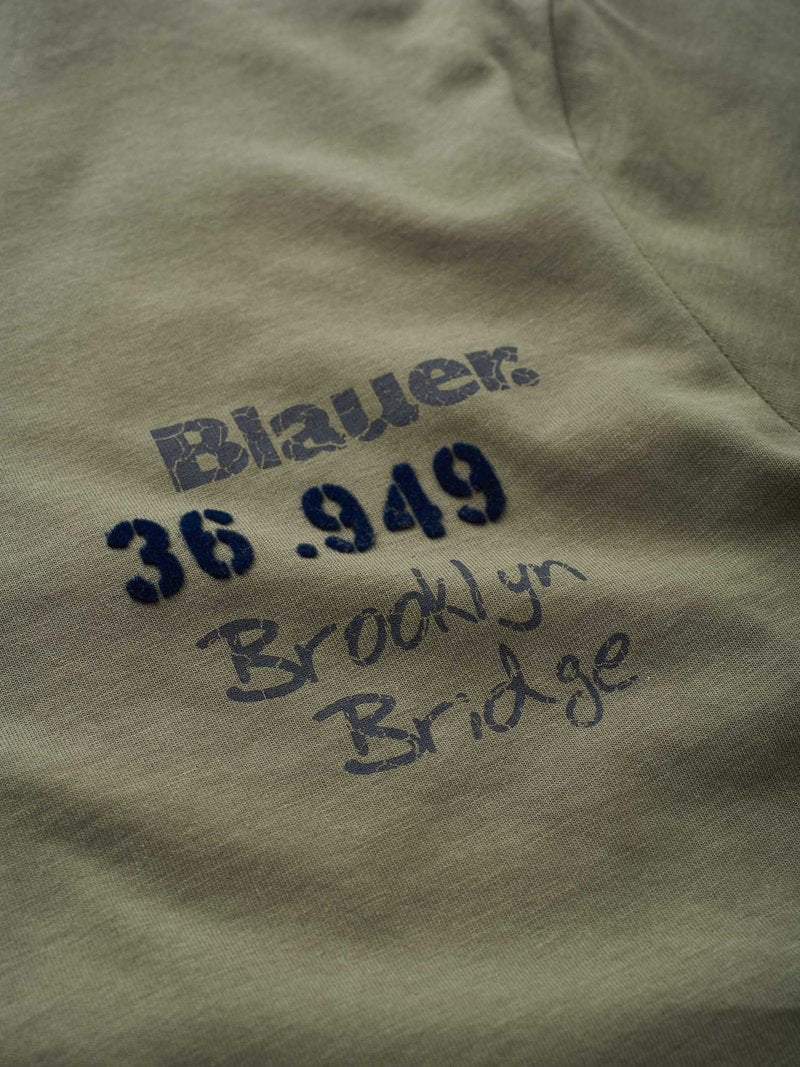 Blauer.
36 .949
Brooklyn
Bridge